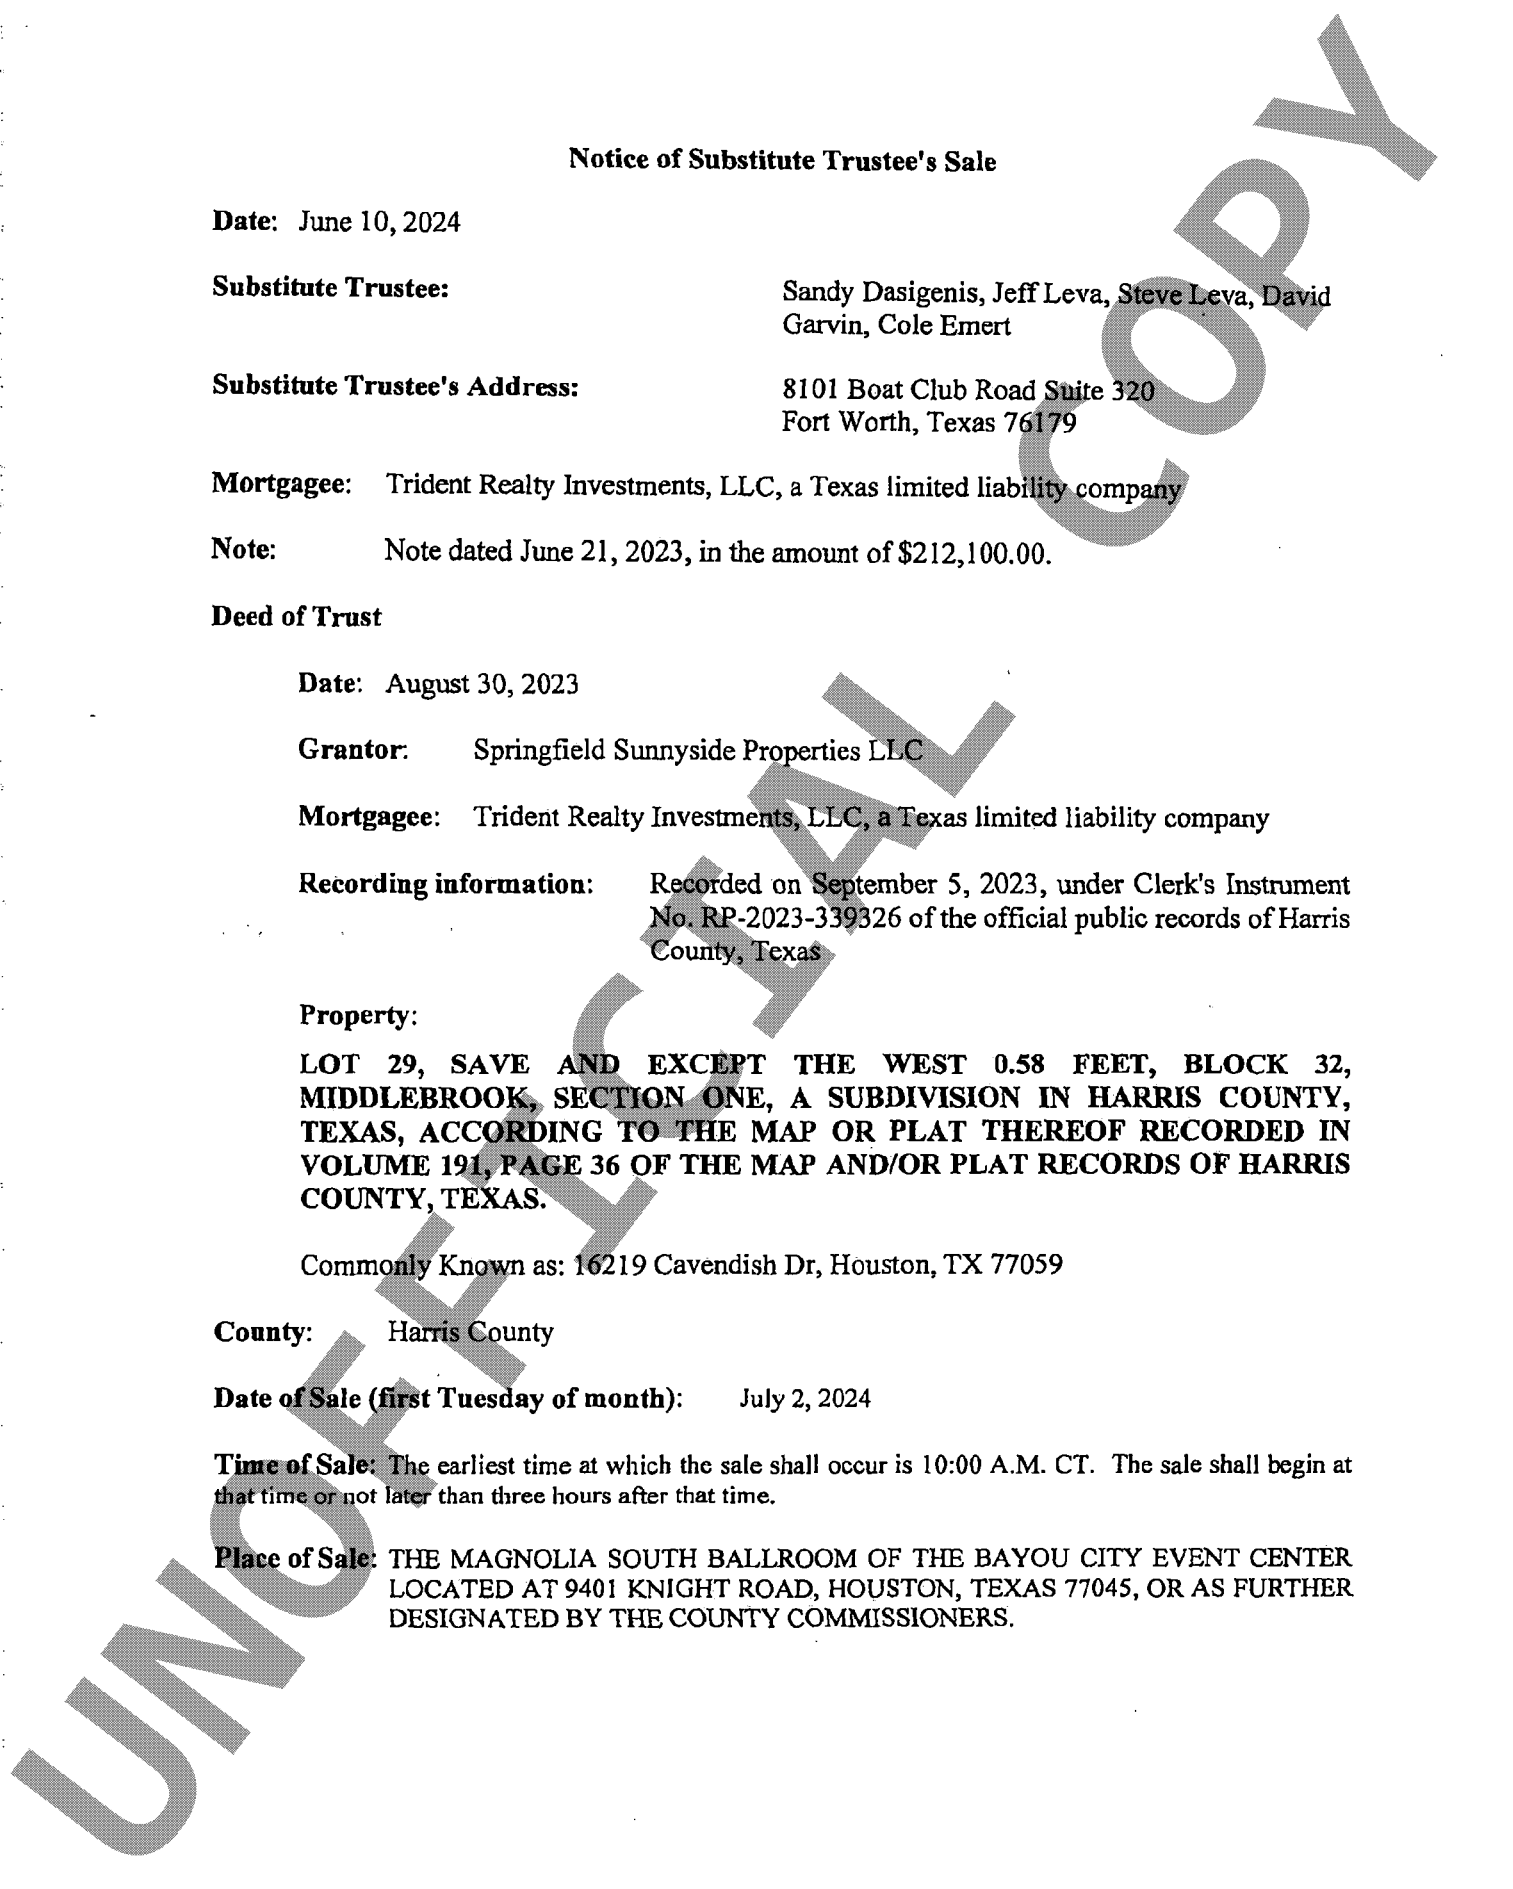 Notice of Substitute Trustee's Sale
Date: June 10, 2024
Substitute Trustee: Sandy Dasigenis, Jeff Leva, Steve Leva, David
Garvin, Cole Emert
Substitute Trustee's Address: 8101 Boat Club Road Suite 320
Fort Worth, Texas 76179
Mortgagee: Trident Realty Investments, LLC, a Texas limited liability company
Note: Note dated June 21, 2023, in the amount of $212,100.00.
Deed of Trust
Date: August 30, 2023
Grantor: Springfield Sunnyside Properties LLC
Mortgagee: Trident Realty Investments, LLC, a Texas limited liability company
Recording information: Recorded on September 5, 2023, under Clerk's Instrument
No. RP-2023-339326 of the official public records of Harris
County, Texas
Property:
LOT 29, SAVE AND EXCEPT THE WEST 0.58 FEET, BLOCK 32,
MIDDLEBROOK, SECTION ONE, A SUBDIVISION IN HARRIS COUNTY,
TEXAS, ACCORDING TO THE MAP OR PLAT THEREOF RECORDED IN
VOLUME 191, PAGE 36 OF THE MAP AND/OR PLAT RECORDS OF HARRIS
COUNTY, TEXAS.
Commonly Known as: 16219 Cavendish Dr, Houston, TX 77059
County: Harris County
Date of Sale (first Tuesday of month): July 2, 2024
Time of Sale: The earliest time at which the sale shall occur is 10:00 A.M. CT. The sale shall begin at
that time or not later than three hours after that time.
Place of Sale: THE MAGNOLIA SOUTH BALLROOM OF THE BAYOU CITY EVENT CENTER
LOCATED AT 9401 KNIGHT ROAD, HOUSTON, TEXAS 77045, OR AS FURTHER
DESIGNATED BY THE COUNTY COMMISSIONERS.
UNOFFICIAL COPY